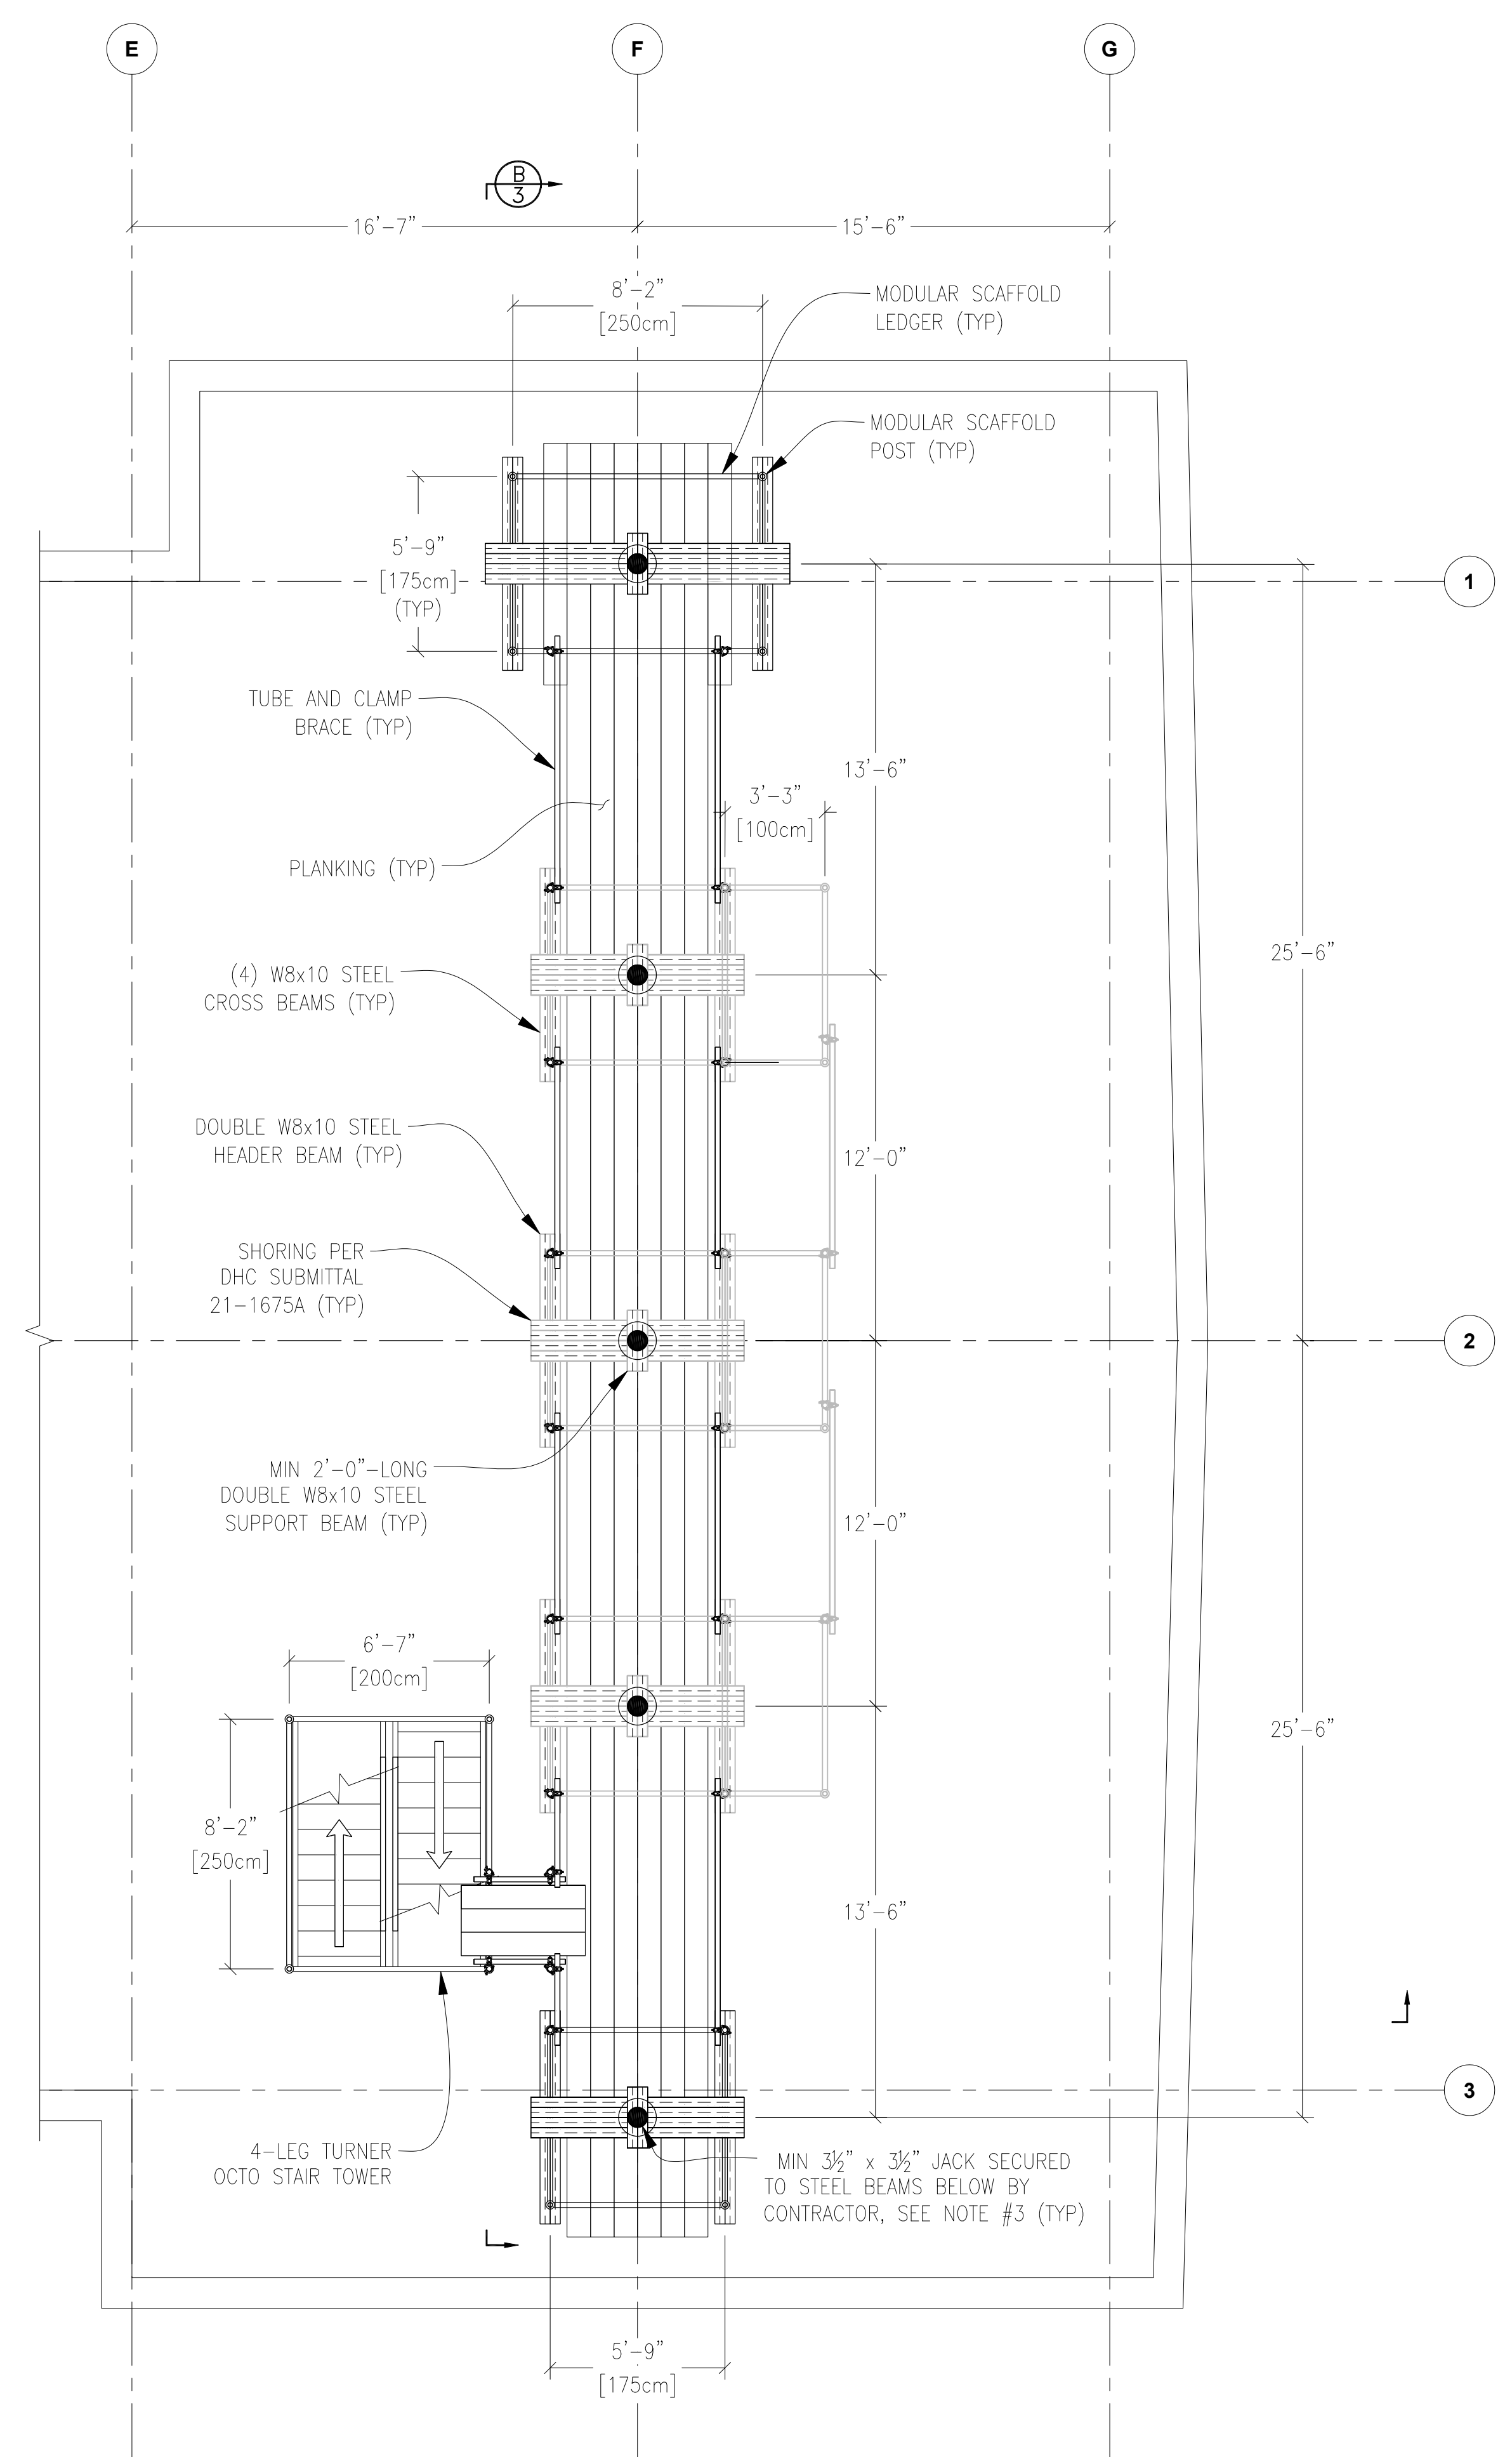 E
F
G
B
3
16'-7"
15'-6"
8'-2"
[250cm]
MODULAR SCAFFOLD
LEDGER (TYP)
MODULAR SCAFFOLD
POST (TYP)
5'-9"
[175cm]
(TYP)
1
TUBE AND CLAMP
BRACE (TYP)
13'-6"
3'-3"
[100cm]
PLANKING (TYP)
25'-6"
(4) W8x10 STEEL
CROSS BEAMS (TYP)
DOUBLE W8x10 STEEL
HEADER BEAM (TYP)
12'-0"
SHORING PER
DHC SUBMITTAL
21-1675A (TYP)
2
MIN 2'-0"-LONG
DOUBLE W8x10 STEEL
SUPPORT BEAM (TYP)
12'-0"
6'-7"
[200cm]
25'-6"
8'-2"
[250cm]
13'-6"
3
4-LEG TURNER
OCTO STAIR TOWER
MIN 3½" x 3½" JACK SECURED
TO STEEL BEAMS BELOW BY
CONTRACTOR, SEE NOTE #3 (TYP)
5'-9"
[175cm]